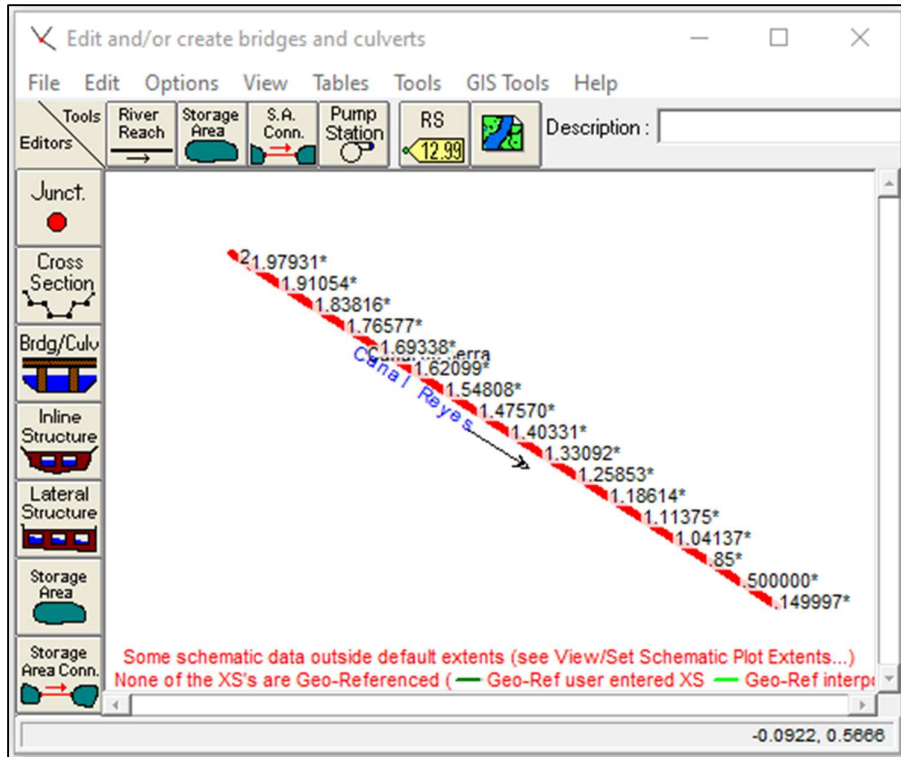 Edit and/or create bridges and culverts
File Edit Options View Tables Tools GIS Tools Help
Tools
Editors
River
Reach
Storage
Area
S.A.
Conn.
Pump
Station
RS
12.99
Description :
Junct.
Cross
Section
Brdg/Culv
Inline
Structure
Lateral
Structure
Storage
Area
Storage
Area Conn.
2
1.97931*
1.91054*
1.83816*
1.76577*
1.69338*
1.62099*
1.54808*
1.47570*
1.40331*
1.33092*
1.25853*
1.18614*
1.11375*
1.04137*
.85*
.500000*
.149997*
Canal Reyes
Some schematic data outside default extents (see View/Set Schematic Plot Extents...)
None of the XS's are Geo-Referenced ( Geo-Ref user entered XS Geo-Ref interpo
-0.0922, 0.5666